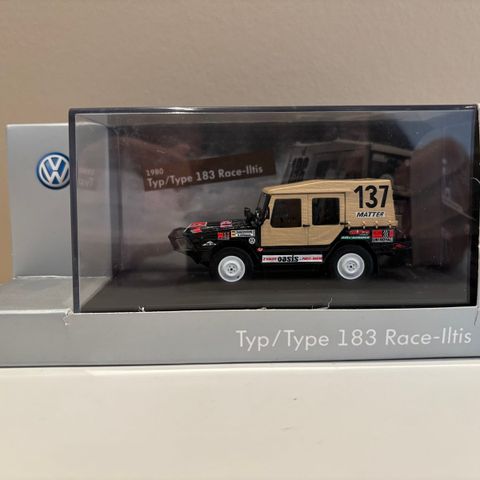 1980
Typ/Type 183 Race-Iltis
137
MATTER
oasis
Typ/Type 183 Race-Iltis